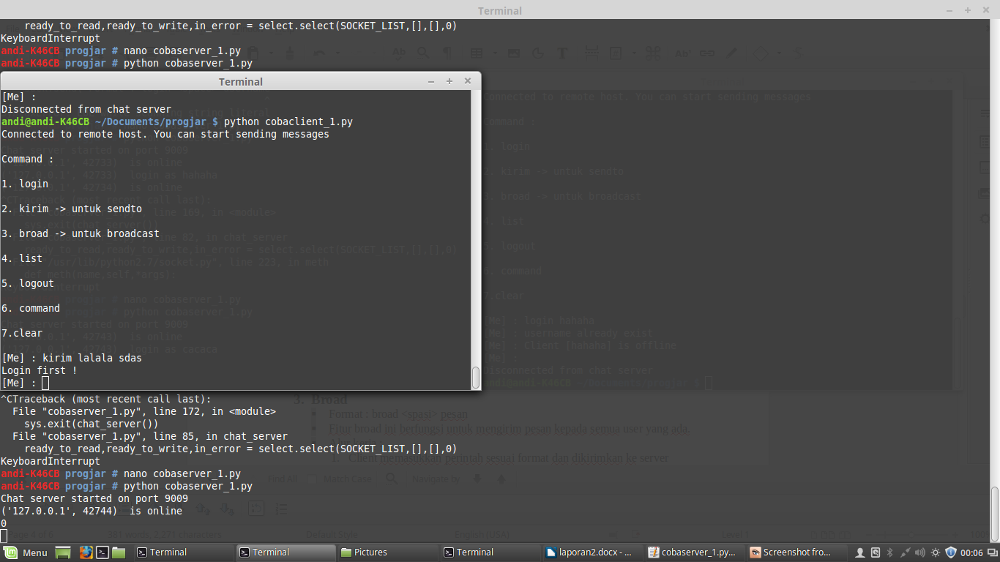 Terminal
ready_to_read,ready_to_write,in_error = select.select(SOCKET_LIST,[],[],0)
KeyboardInterrupt
andi-K46CB progjar # nano cobaserver_1.py
andi-K46CB progjar # python cobaserver_1.py
Terminal
[Me] :
Disconnected from chat server
andi@andi-K46CB ~/Documents/progjar $ python cobaclient_1.py
Connected to remote host. You can start sending messages
Command :
1. login
2. kirim -> untuk sendto
3. broad -> untuk broadcast
4. list
5. logout
6. command
7.clear
[Me] : kirim lalala sdas
Login first !
[Me] :
Connected to remote host. You can start sending messages
Command :
1. login
2. kirim -> untuk sendto
3. broad -> untuk broadcast
4. list
5. logout
6. command
7.clear
[Me] : login hahaha
[Me] : username already exist
[Me] : Client [hahaha] is offline
[Me]
Disconnected from chat server
andi@andi-K46CB ~/Documents/progjar $
3. Broad
Format : broad <spasi> pesan
Fitur broad ini berfungsi untuk mengirim pesan kepada semua user yang ada.
1. Client memasukkan perintah sesuai format dan dikirimkan ke server
^CTraceback (most recent call last):
File "cobaserver_1.py", line 172, in <module>
sys.exit(chat_server())
File "cobaserver_1.py", line 85, in chat_server
ready_to_read,ready_to_write,in_error = select.select(SOCKET_LIST,[],[],0)
KeyboardInterrupt
andi-K46CB progjar # nano cobaserver_1.py
andi-K46CB progjar # python cobaserver_1.py
Chat server started on port 9009
('127.0.0.1', 42744) is online
0
Find All Match Case Navigate by
381 words, 2,271 characters Default Style English (USA) Level 1 100%
Menu Terminal Terminal Pictures Terminal laporan2.docx - ... cobaserver_1.py... Screenshot fro... 00:06